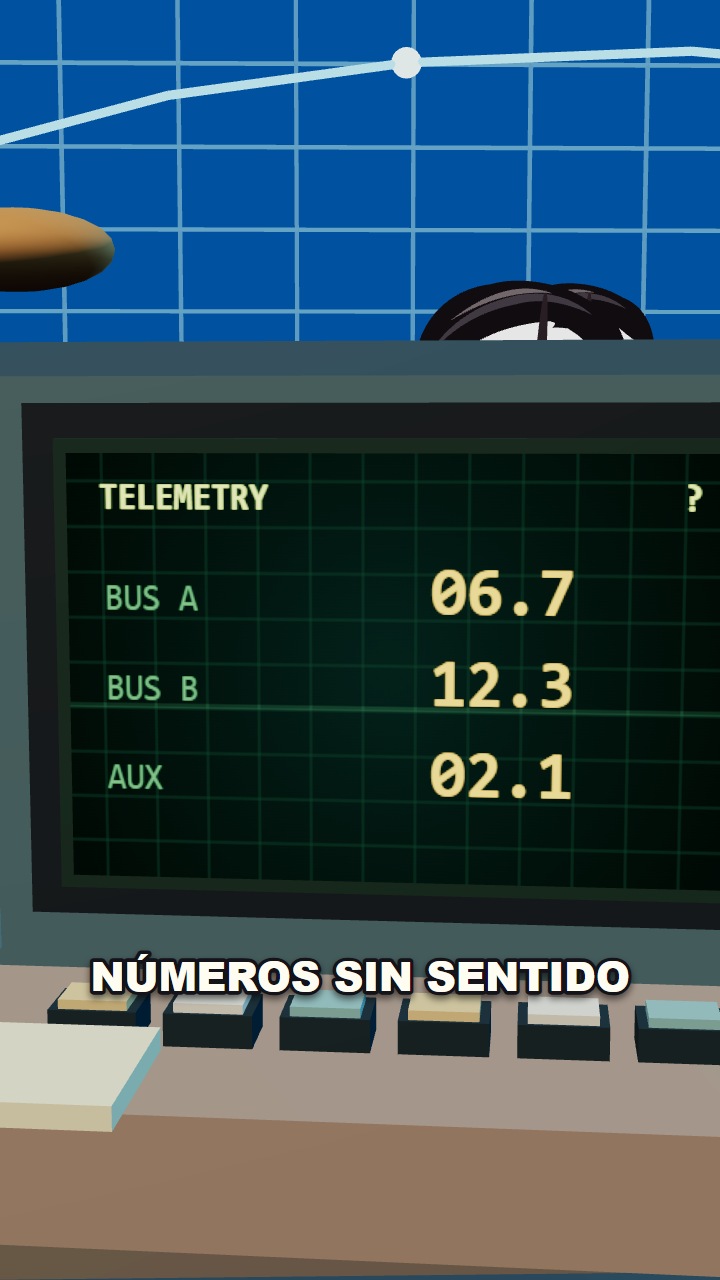 TELEMETRY ?
BUS A 06.7
BUS B 12.3
AUX 02.1
NÚMEROS SIN SENTIDO